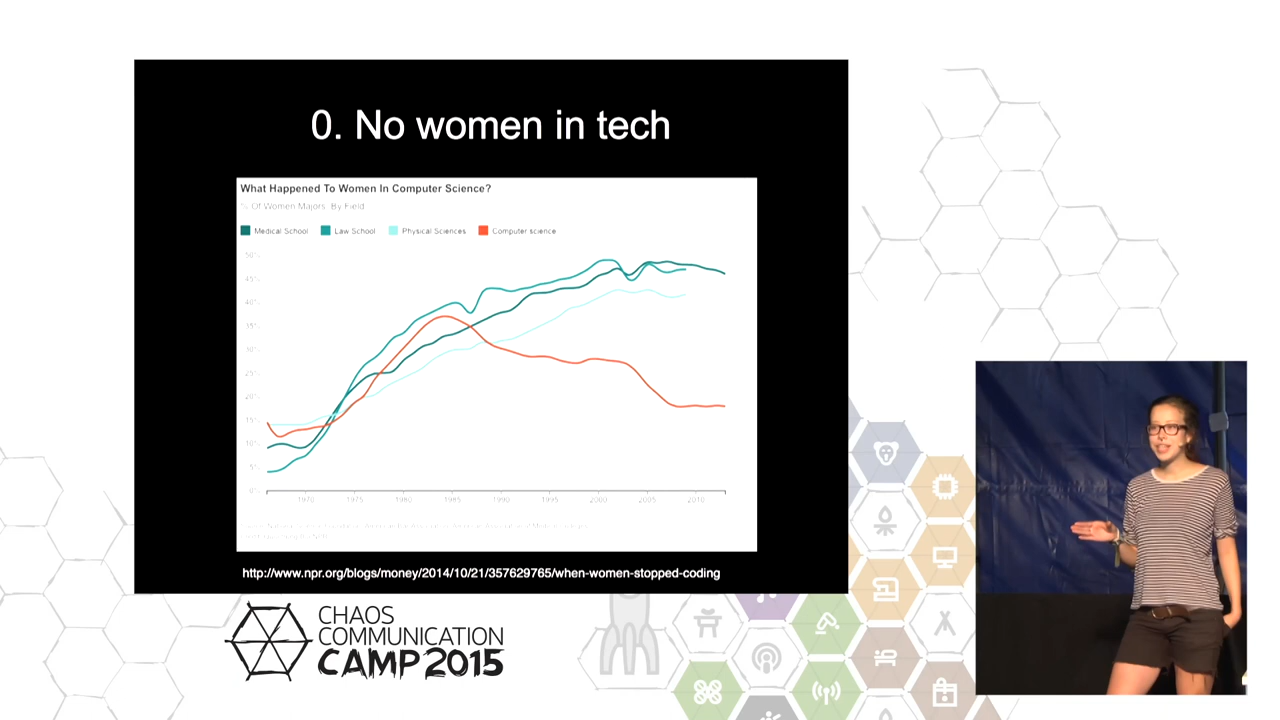 0. No women in tech
What Happened To Women In Computer Science?
% Of Women Majors, By Field
Medical School Law School Physical Sciences Computer science
50%
45%
40%
35%
30%
25%
20%
15%
10%
5%
0%
1970 1975 1980 1985 1990 1995 2000 2005 2010
http://www.npr.org/blogs/money/2014/10/21/357629765/when-women-stopped-coding
CHAOS
COMMUNICATION
CAMP 2015